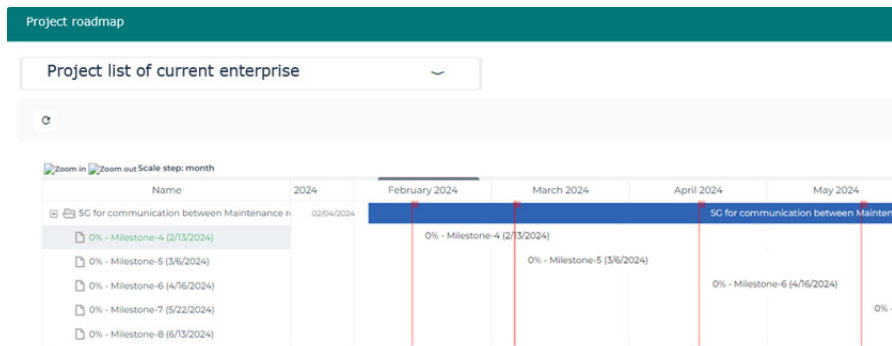 Project roadmap
Project list of current enterprise
Zoom in Zoom out Scale step: month
Name 2024 February 2024 March 2024 April 2024 May 2024
5G for communication between Maintenance r 02/04/2024 5G for communication between Mainten
0% - Milestone-4 (2/13/2024) 0% - Milestone-4 (2/13/2024)
0% - Milestone-5 (3/6/2024) 0% - Milestone-5 (3/6/2024)
0% - Milestone-6 (4/16/2024) 0% - Milestone-6 (4/16/2024)
0% - Milestone-7 (5/22/2024) 0% -
0% - Milestone-8 (6/13/2024)